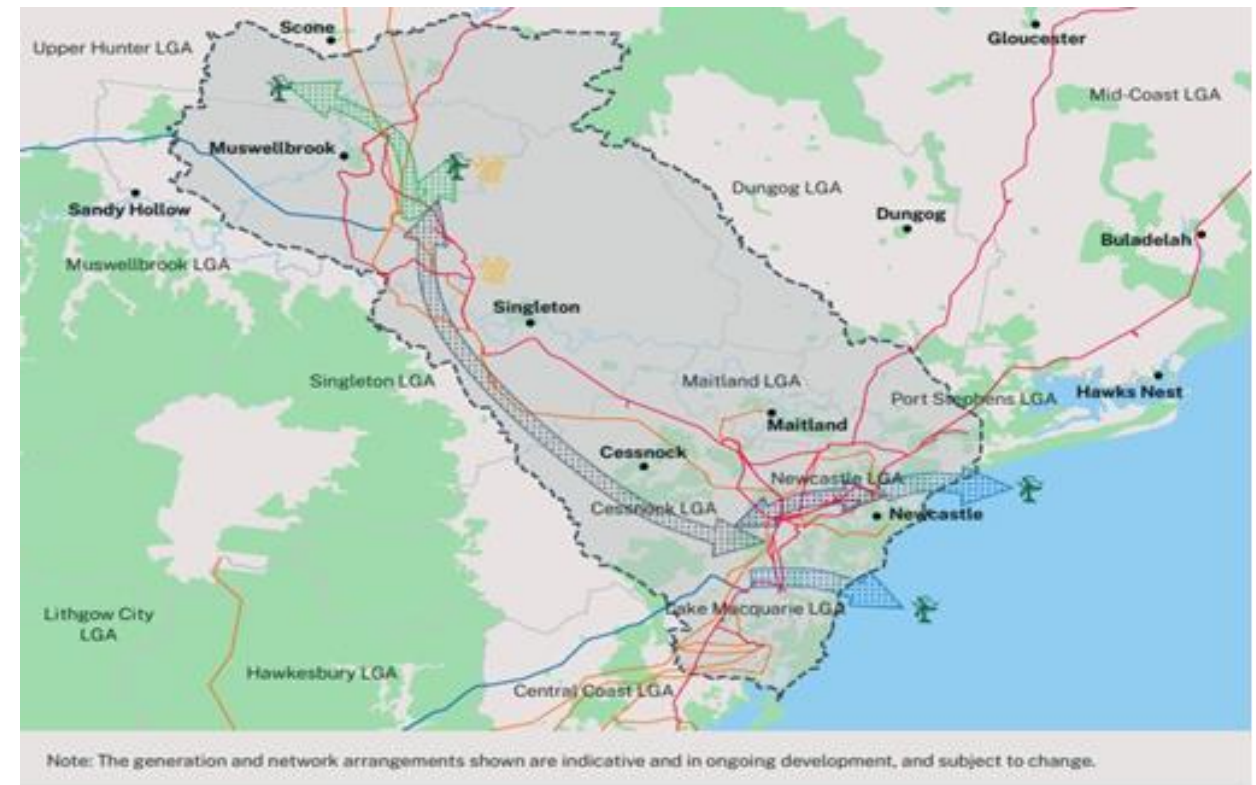 Scone
Gloucester
Upper Hunter LGA
Mid-Coast LGA
Muswellbrook
Dungog LGA
Sandy Hollow
Dungog
Buladelah
Muswellbrook LGA
Singleton
Singleton LGA
Maitland LGA
Hawks Nest
Port Stephens LGA
Maitland
Cessnock
Newcastle LGA
Cessnock LGA
Newcastle
Lake Macquarie LGA
Lithgow City
LGA
Hawkesbury LGA
Central Coast LGA
Note: The generation and network arrangements shown are indicative and in ongoing development, and subject to change.